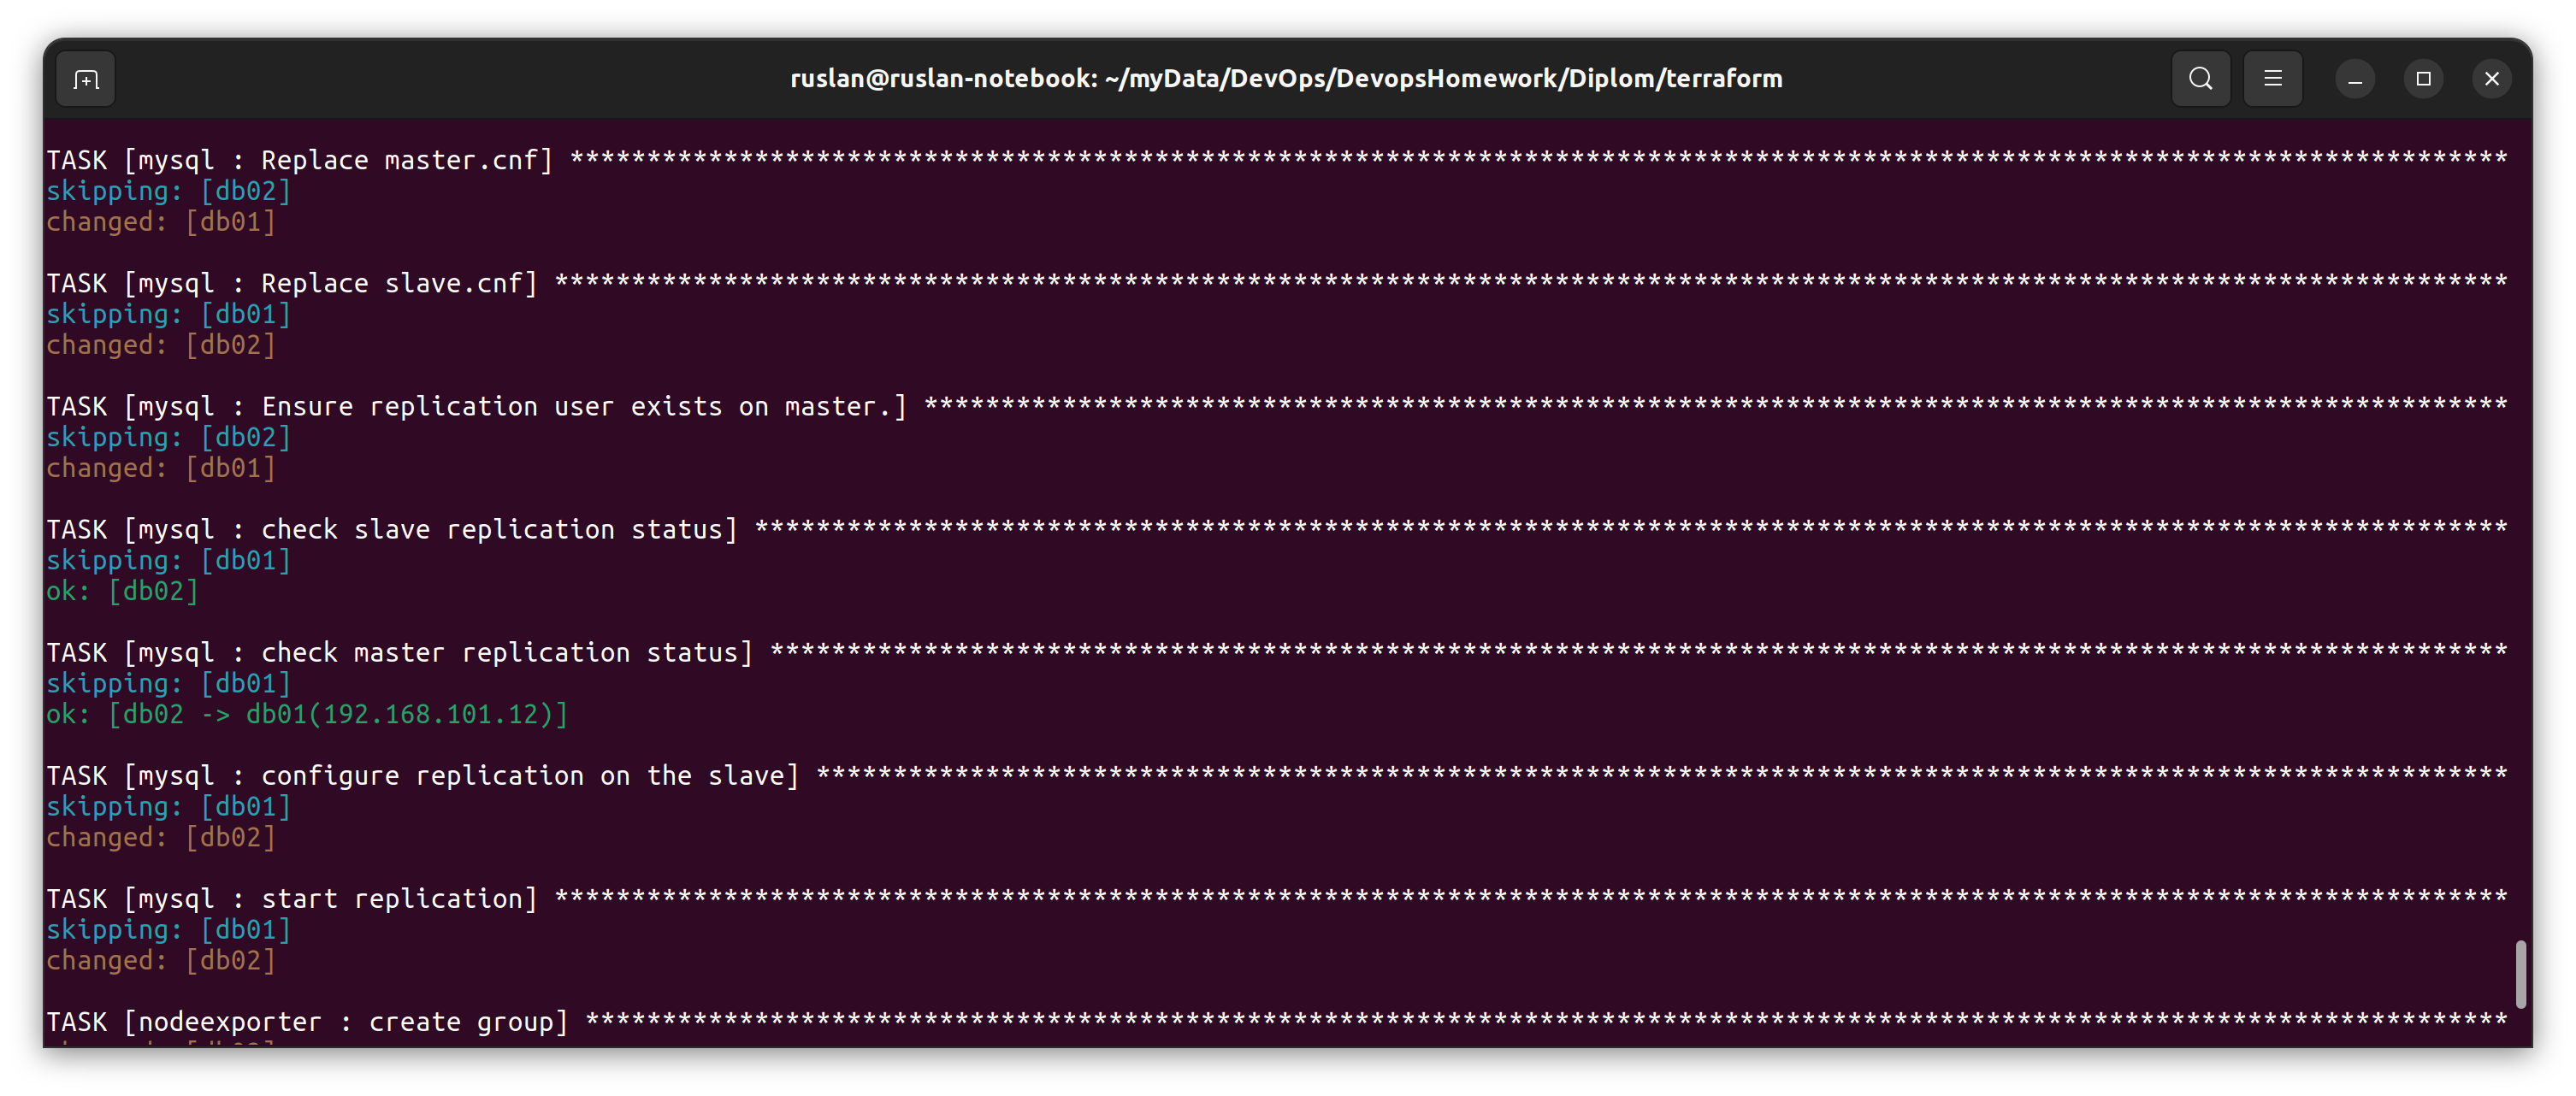 ruslan@ruslan-notebook: ~/myData/DevOps/DevopsHomework/Diplom/terraform
TASK [mysql : Replace master.cnf] ******************************************************************************************************************************
skipping: [db02]
changed: [db01]
TASK [mysql : Replace slave.cnf] *******************************************************************************************************************************
skipping: [db01]
changed: [db02]
TASK [mysql : Ensure replication user exists on master.] *******************************************************************************************************
skipping: [db02]
changed: [db01]
TASK [mysql : check slave replication status] ******************************************************************************************************************
skipping: [db01]
ok: [db02]
TASK [mysql : check master replication status] *****************************************************************************************************************
skipping: [db01]
ok: [db02 -> db01(192.168.101.12)]
TASK [mysql : configure replication on the slave] **************************************************************************************************************
skipping: [db01]
changed: [db02]
TASK [mysql : start replication] *******************************************************************************************************************************
skipping: [db01]
changed: [db02]
TASK [nodeexporter : create group] *****************************************************************************************************************************